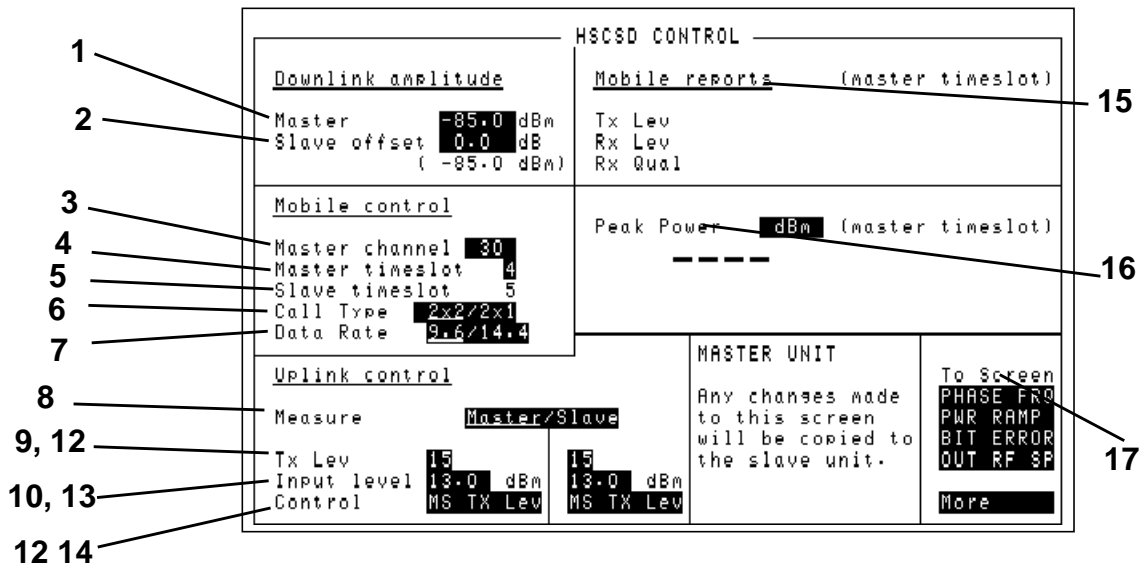 HSCSD CONTROL
Downlink amplitude
Master -85.0 dBm
Slave offset 0.0 dB
( -85.0 dBm)
Mobile reports (master timeslot)
Tx Lev
Rx Lev
Rx Qual
Mobile control
Master channel 30
Master timeslot 4
Slave timeslot 5
Call Type 2x2/2x1
Data Rate 9.6/14.4
Peak Power dBm (master timeslot)
----
Uplink control
Measure Master/Slave
Tx Lev 15 15
Input level 13.0 dBm 13.0 dBm
Control MS TX Lev MS TX Lev
MASTER UNIT
Any changes made
to this screen
will be copied to
the slave unit.
To Screen
PHASE FRQ
PWR RAMP
BIT ERROR
OUT RF SP
More
1
2
3
4
5
6
7
8
9, 12
10, 13
12 14
15
16
17